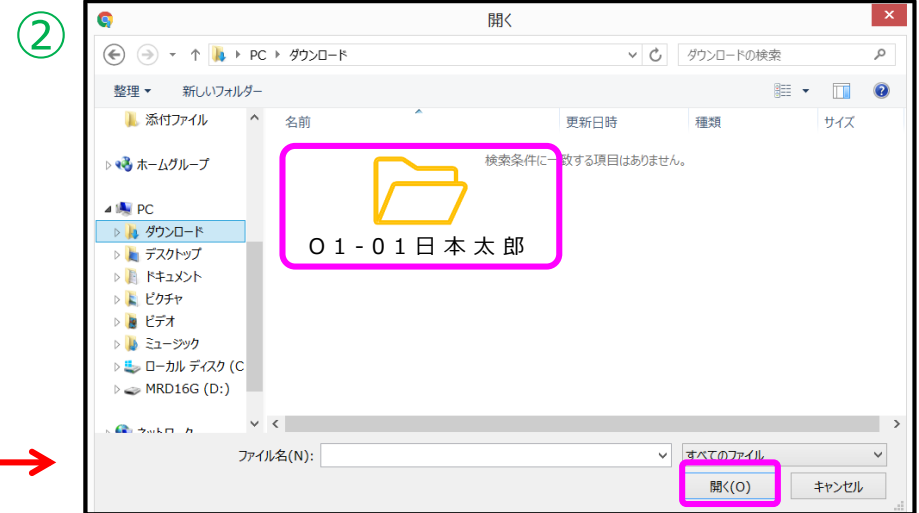 ②
開く
PC ダウンロード
ダウンロードの検索
整理 新しいフォルダー
添付ファイル
名前 更新日時 種類 サイズ
検索条件に一致する項目はありません。
ホームグループ
PC
ダウンロード
デスクトップ
ドキュメント
ピクチャ
ビデオ
ミュージック
ローカル ディスク (C
MRD16G (D:)
O1-01日本太郎
ファイル名(N):
すべてのファイル
開く(O) キャンセル